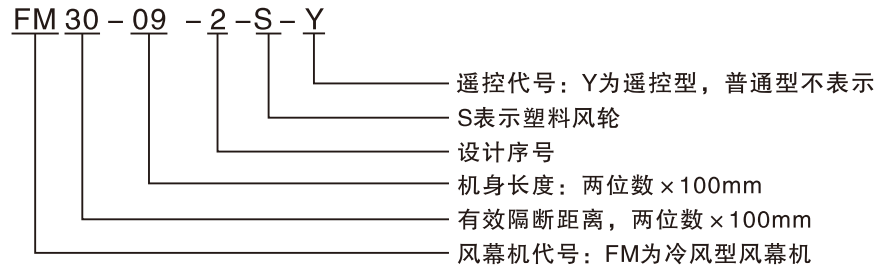 FM30-09-2-S-Y
遥控代号：Y为遥控型，普通型不表示
S表示塑料风轮
设计序号
机身长度：两位数×100mm
有效隔断距离，两位数×100mm
风幕机代号：FM为冷风型风幕机